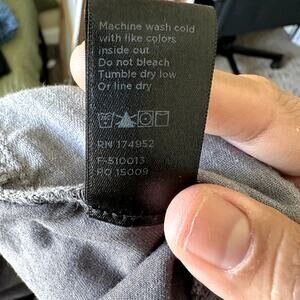 Machine wash cold
with like colors
inside out
Do not bleach
Tumble dry low
Or line dry
RN 174952
F-510013
PO 15009